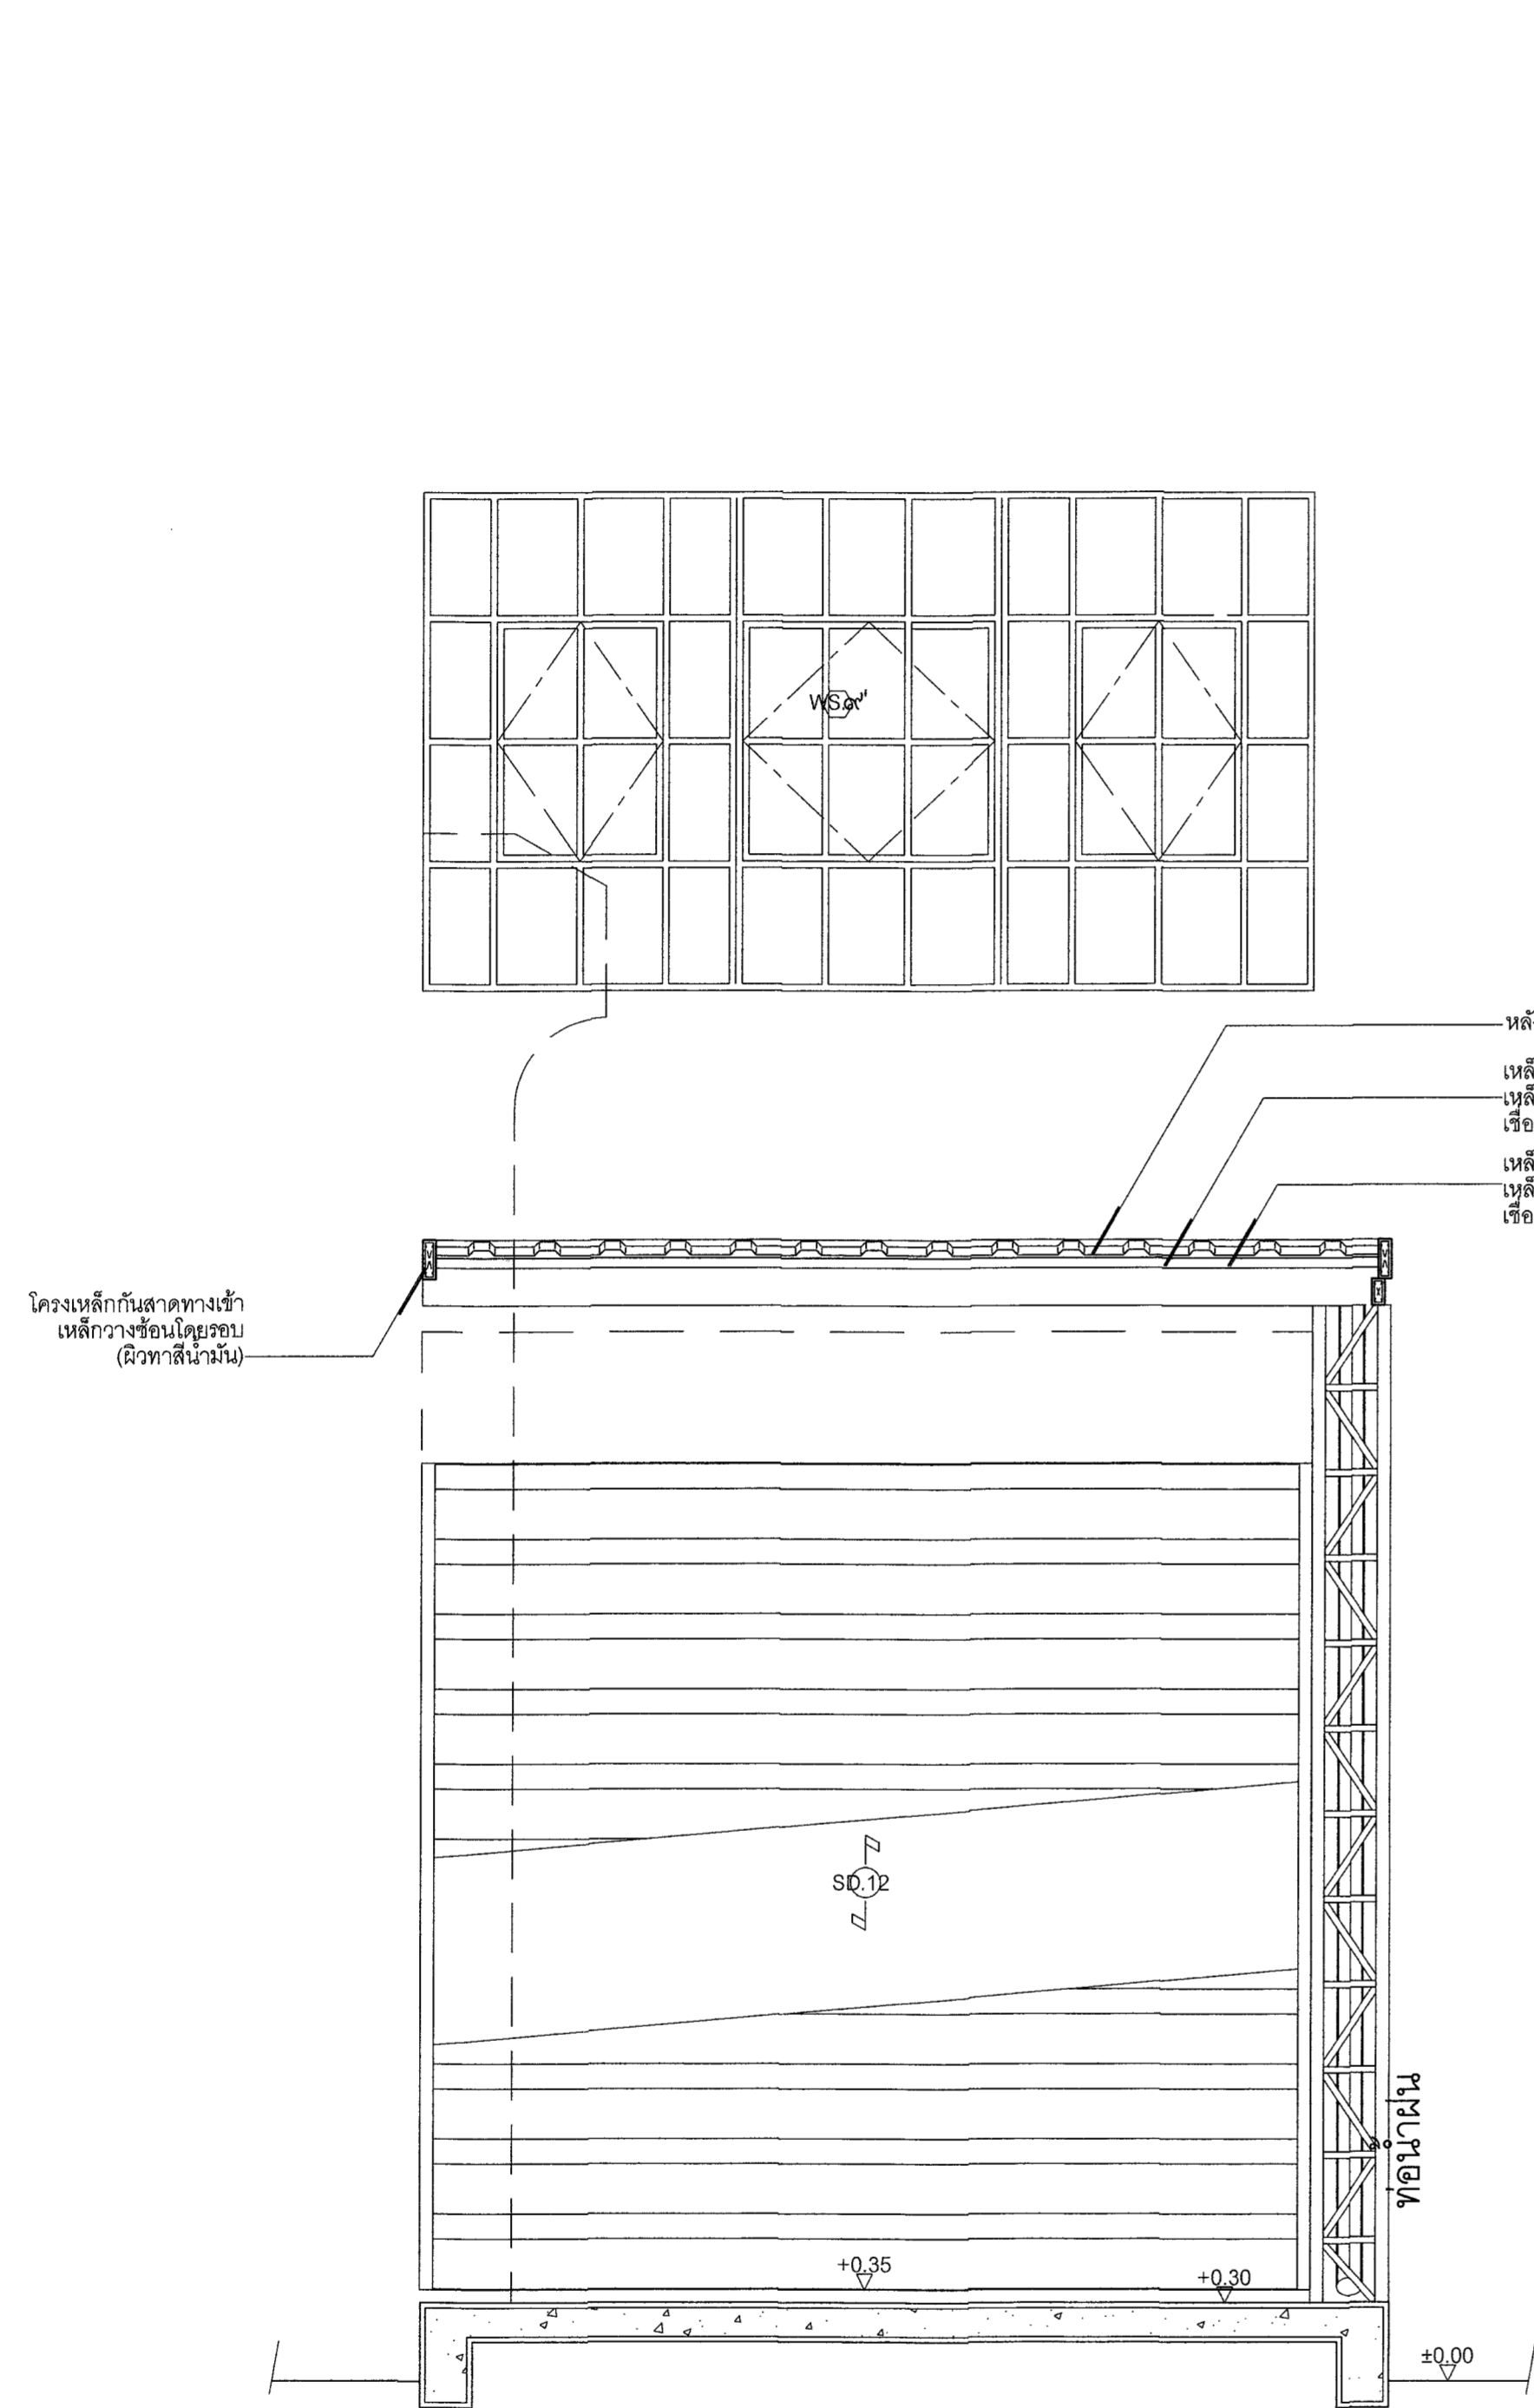 WS.๙
หลั
เหล็
เหล็
เชื่อ
เหล็
เหล็
เชื่อ
โครงเหล็กกันสาดทางเข้า
เหล็กวางซ้อนโดยรอบ
(ผิวทาสีน้ำมัน)
SD.12
ท่อน้ำฝน
+0.35
+0.30
±0.00